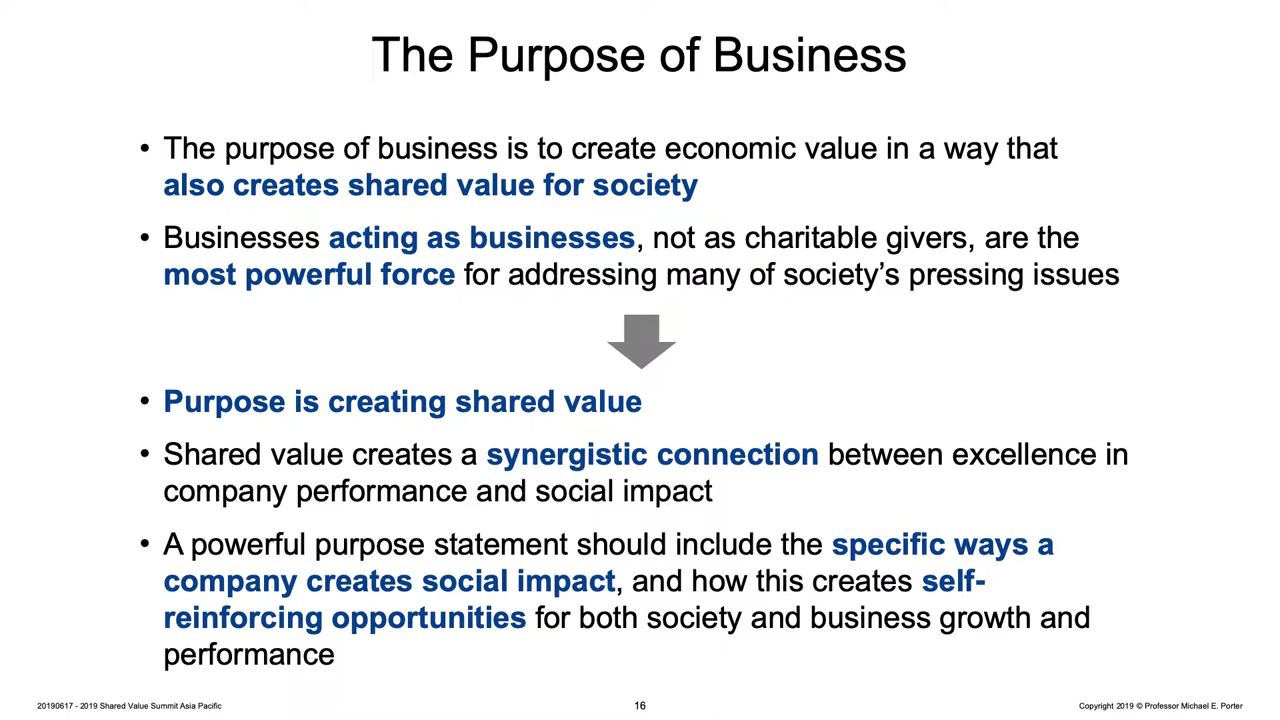 The Purpose of Business
• The purpose of business is to create economic value in a way that
also creates shared value for society
• Businesses acting as businesses, not as charitable givers, are the
most powerful force for addressing many of society’s pressing issues
• Purpose is creating shared value
• Shared value creates a synergistic connection between excellence in
company performance and social impact
• A powerful purpose statement should include the specific ways a
company creates social impact, and how this creates self-
reinforcing opportunities for both society and business growth and
performance
20190617 - 2019 Shared Value Summit Asia Pacific
16
Copyright 2019 © Professor Michael E. Porter